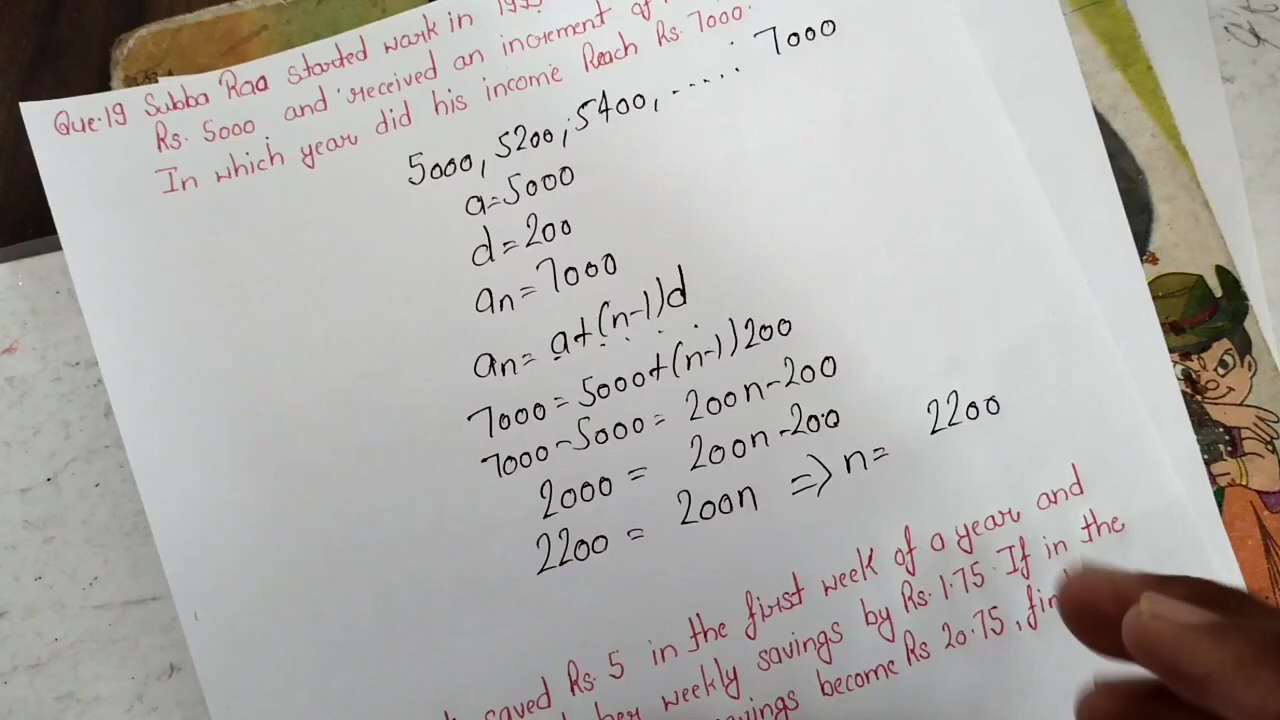 Que.19 Subba Rao started work in 1995
Rs. 5000 and received an increment of
In which year did his income Reach Rs. 7000.
5000, 5200, 5400, ...... 7000
a=5000
d=200
an=7000
an=a+(n-1)d
7000=5000+(n-1)200
7000-5000=200n-200
2000=200n-200
2200=200n => n= 2200
saved Rs. 5 in the first week of a year and
her weekly savings by Rs. 1.75. If in the
become Rs 20.75,